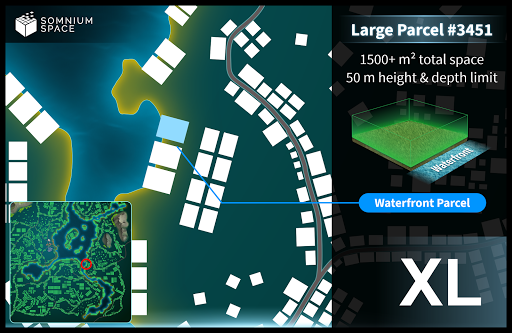 SOMNIUM
SPACE
Large Parcel #3451
1500+ m² total space
50 m height & depth limit
Waterfront
Waterfront Parcel
XL